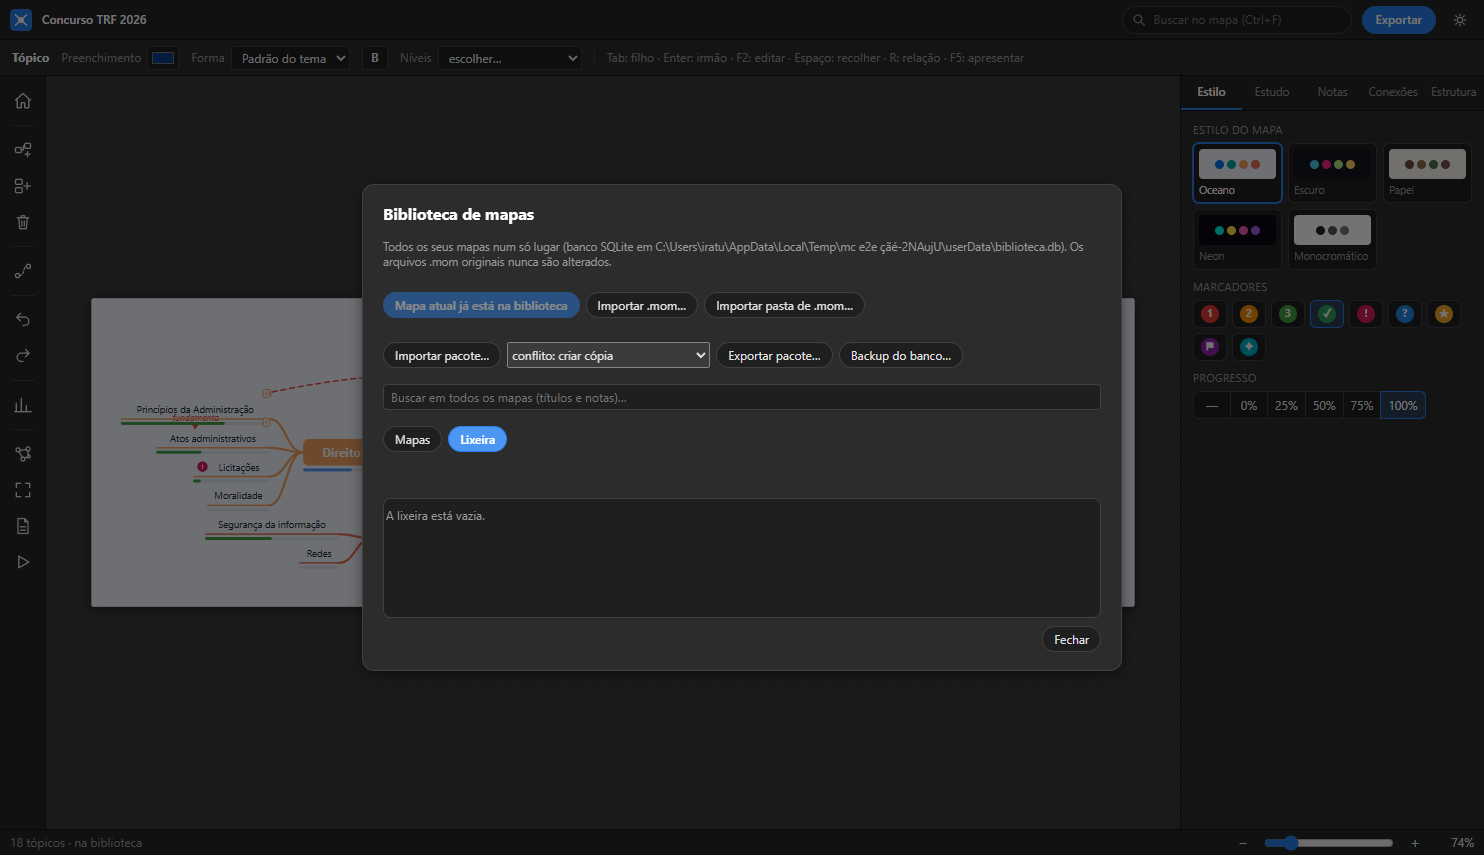 Concurso TRF 2026
Buscar no mapa (Ctrl+F)
Exportar
Tópico
Preenchimento
Forma
Padrão do tema
B
Níveis
escolher...
Tab: filho · Enter: irmão · F2: editar · Espaço: recolher · R: relação · F5: apresentar
Estilo
Estudo
Notas
Conexões
Estrutura
ESTILO DO MAPA
Oceano
Escuro
Papel
Neon
Monocromático
MARCADORES
1
2
3
✓
!
?
★
PROGRESSO
—
0%
25%
50%
75%
100%
Princípios da Administração
fundamenta
Atos administrativos
Licitações
Moralidade
Direito
Segurança da informação
Redes
Biblioteca de mapas
Todos os seus mapas num só lugar (banco SQLite em C:\Users\iratu\AppData\Local\Temp\mc e2e çãé-2NAujU\userData\biblioteca.db). Os
arquivos .mom originais nunca são alterados.
Mapa atual já está na biblioteca
Importar .mom...
Importar pasta de .mom...
Importar pacote...
conflito: criar cópia
Exportar pacote...
Backup do banco...
Buscar em todos os mapas (títulos e notas)...
Mapas
Lixeira
A lixeira está vazia.
Fechar
18 tópicos · na biblioteca
−
+
74%